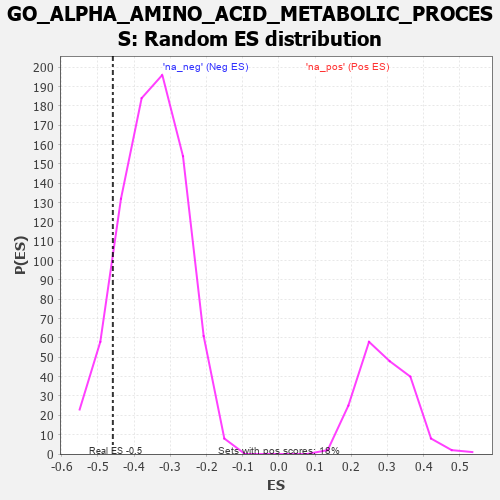 GO_ALPHA_AMINO_ACID_METABOLIC_PROCES
S: Random ES distribution
'na_neg' (Neg ES)
'na_pos' (Pos ES)
200
190
180
170
160
150
140
130
120
110
100
90
80
70
60
50
40
30
20
10
0
P(ES)
Real ES -0.5
Sets with pos scores: 18%
-0.6 -0.5 -0.4 -0.3 -0.2 -0.1 0.0 0.1 0.2 0.3 0.4 0.5
ES